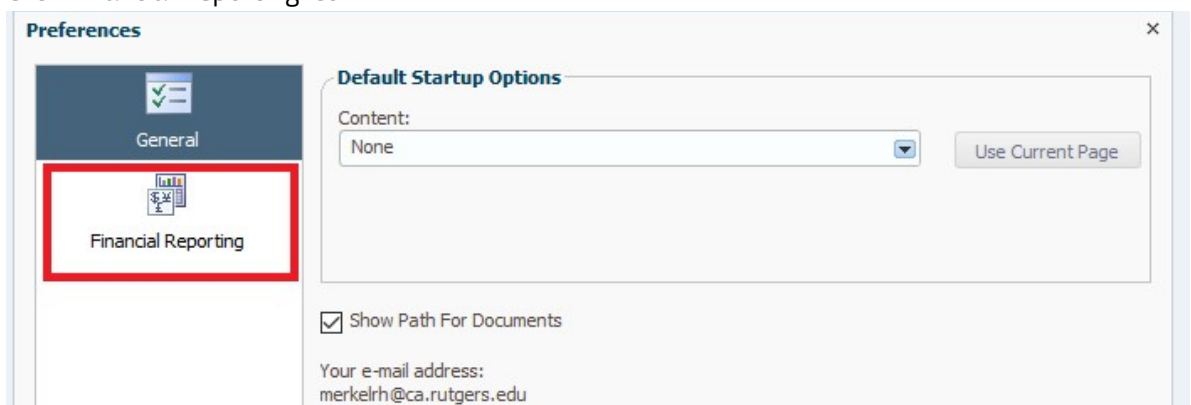 Preferences
General
Financial Reporting
Default Startup Options
Content:
None
Use Current Page
Show Path For Documents
Your e-mail address:
merkelrh@ca.rutgers.edu